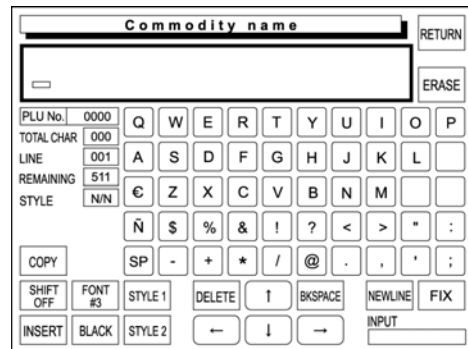 Commodity name
RETURN
ERASE
PLU No. 0000
TOTAL CHAR 000
LINE 001
REMAINING 511
STYLE N/N
Q W E R T Y U I O P
A S D F G H J K L
€ Z X C V B N M
Ñ $ % & ! ? < > " :
COPY SP - + * / @ . , ' ;
SHIFT OFF FONT #3 STYLE 1 DELETE ↑ BKSPACE NEWLINE FIX
INSERT BLACK STYLE 2 ← ↓ → INPUT